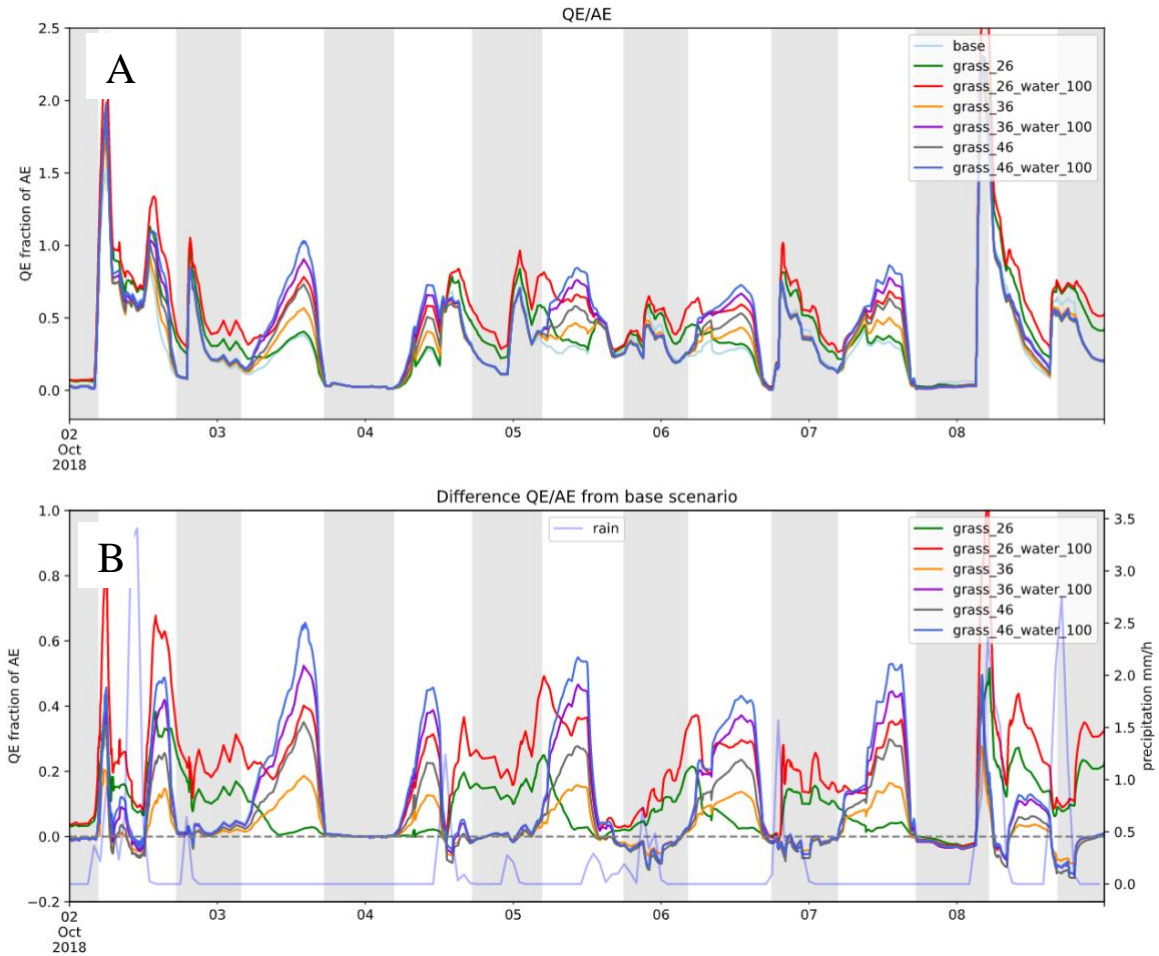 QE/AE
A
2.5
2.0
1.5
1.0
0.5
0.0
QE fraction of AE
base
grass_26
grass_26_water_100
grass_36
grass_36_water_100
grass_46
grass_46_water_100
02 03 04 05 06 07 08
Oct
2018
Difference QE/AE from base scenario
B
1.0
0.8
0.6
0.4
0.2
0.0
−0.2
QE fraction of AE
rain
grass_26
grass_26_water_100
grass_36
grass_36_water_100
grass_46
grass_46_water_100
3.5
3.0
2.5
2.0
1.5
1.0
0.5
0.0
precipitation mm/h
02 03 04 05 06 07 08
Oct
2018